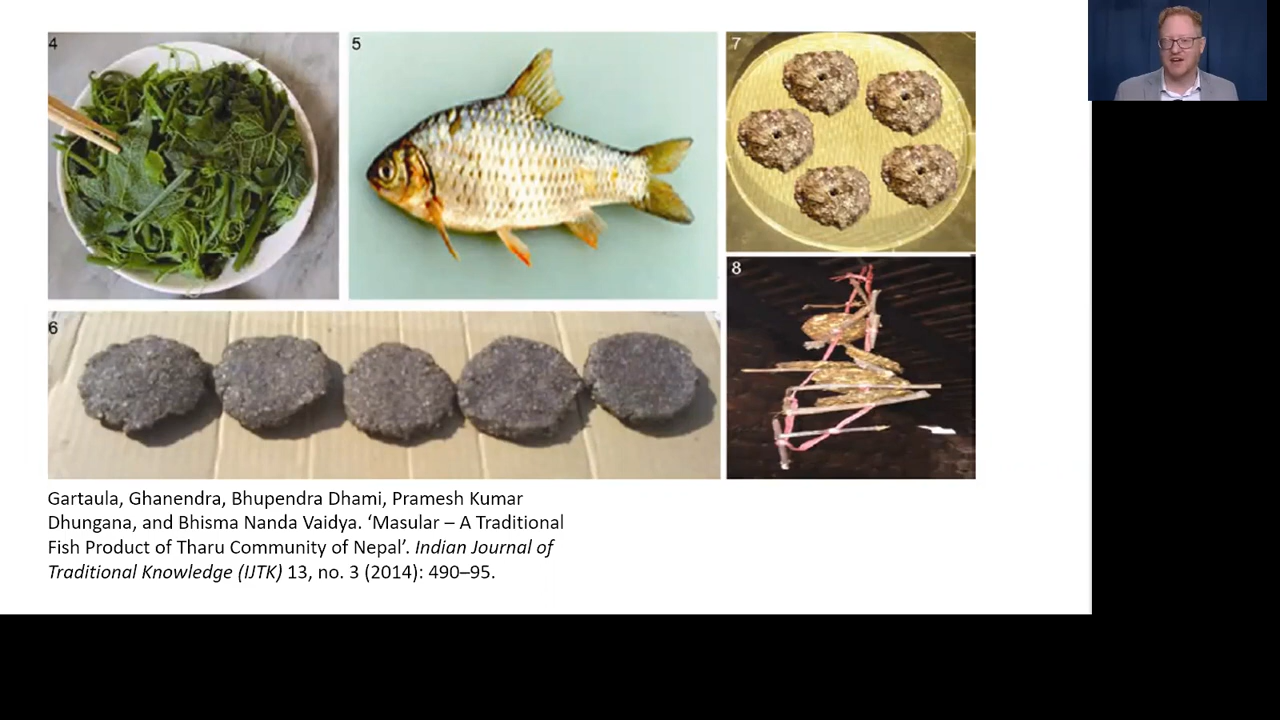 4
5
7
8
6
Gartaula, Ghanendra, Bhupendra Dhami, Pramesh Kumar
Dhungana, and Bhisma Nanda Vaidya. ‘Masular – A Traditional
Fish Product of Tharu Community of Nepal’. Indian Journal of
Traditional Knowledge (IJTK) 13, no. 3 (2014): 490–95.